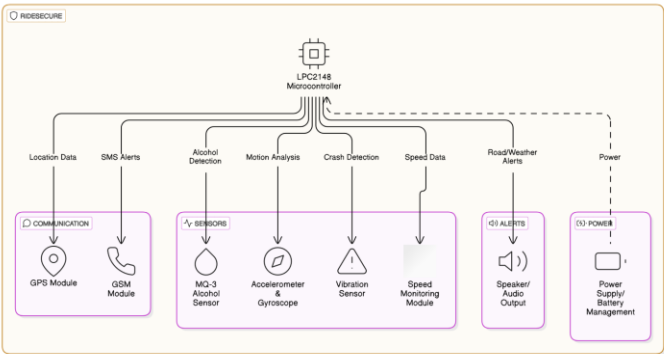 RIDESECURE
LPC2148
Microcontroller
Location Data
SMS Alerts
Alcohol
Detection
Motion Analysis
Crash Detection
Speed Data
Road/Weather
Alerts
Power
COMMUNICATION
SENSORS
ALERTS
POWER
GPS Module
GSM
Module
MQ-3
Alcohol
Sensor
Accelerometer
&
Gyroscope
Vibration
Sensor
Speed
Monitoring
Module
Speaker/
Audio
Output
Power
Supply/
Battery
Management